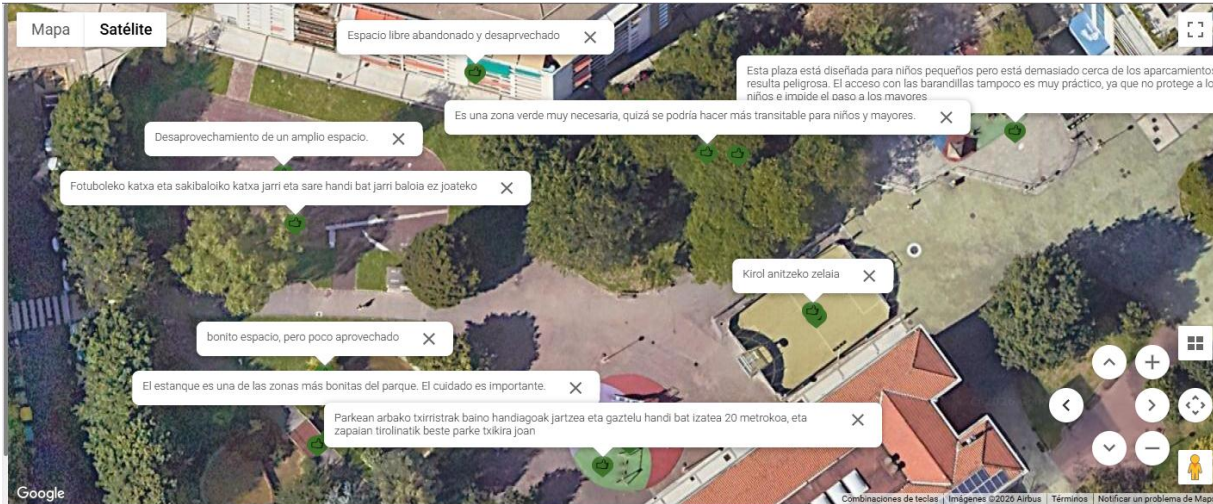 Mapa
Satélite
Espacio libre abandonado y desaprvechado
Esta plaza está diseñada para niños pequeños pero está demasiado cerca de los aparcamientos
resulta peligrosa. El acceso con las barandillas tampoco es muy práctico, ya que no protege a lo
niños e impide el paso a los mayores
Es una zona verde muy necesaria, quizá se podría hacer más transitable para niños y mayores.
Desaprovechamiento de un amplio espacio.
Fotuboleko katxa eta sakibaloiko katxa jarri eta sare handi bat jarri baloia ez joateko
Kirol anitzeko zelaia
bonito espacio, pero poco aprovechado
El estanque es una de las zonas más bonitas del parque. El cuidado es importante.
Parkean arbako txirristrak baino handiagoak jartzea eta gaztelu handi bat izatea 20 metrokoa, eta
zapaian tirolinatik beste parke txikira joan
Google
Combinaciones de teclas
Imágenes ©2026 Airbus
Términos
Notificar un problema de Maps